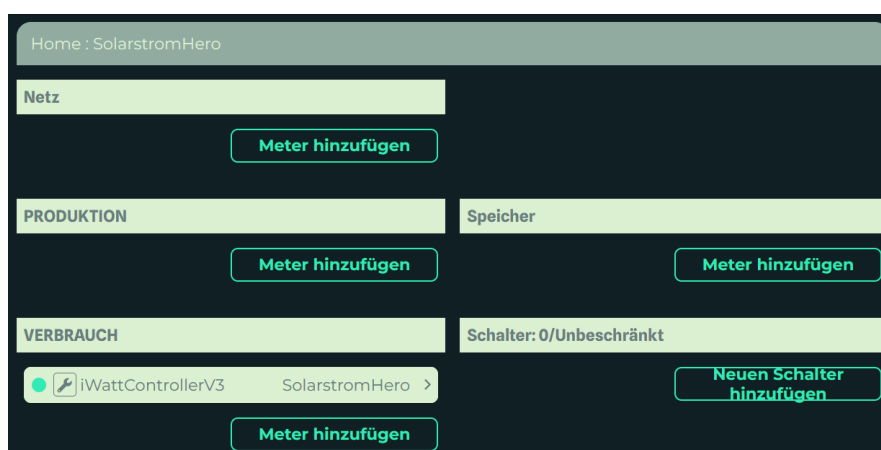 Home : SolarstromHero
Netz
Meter hinzufügen
PRODUKTION
Speicher
Meter hinzufügen
Meter hinzufügen
VERBRAUCH
Schalter: 0/Unbeschränkt
iWattControllerV3 SolarstromHero >
Neuen Schalter
hinzufügen
Meter hinzufügen